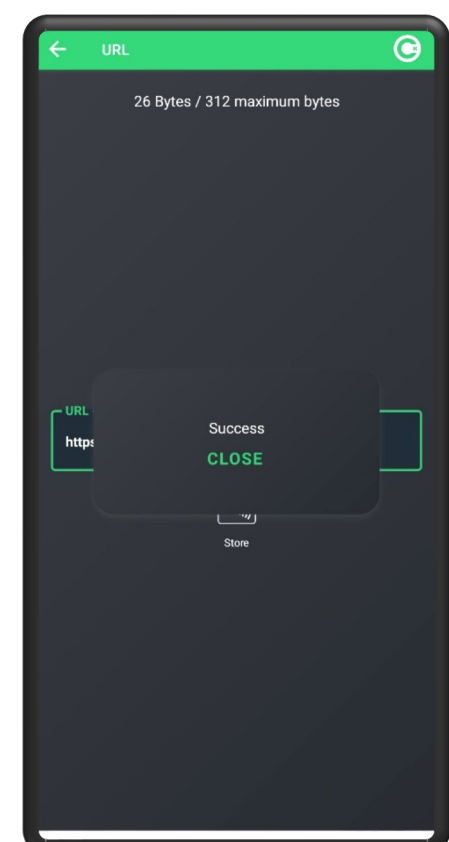 URL
26 Bytes / 312 maximum bytes
URL
https
Success
CLOSE
Store